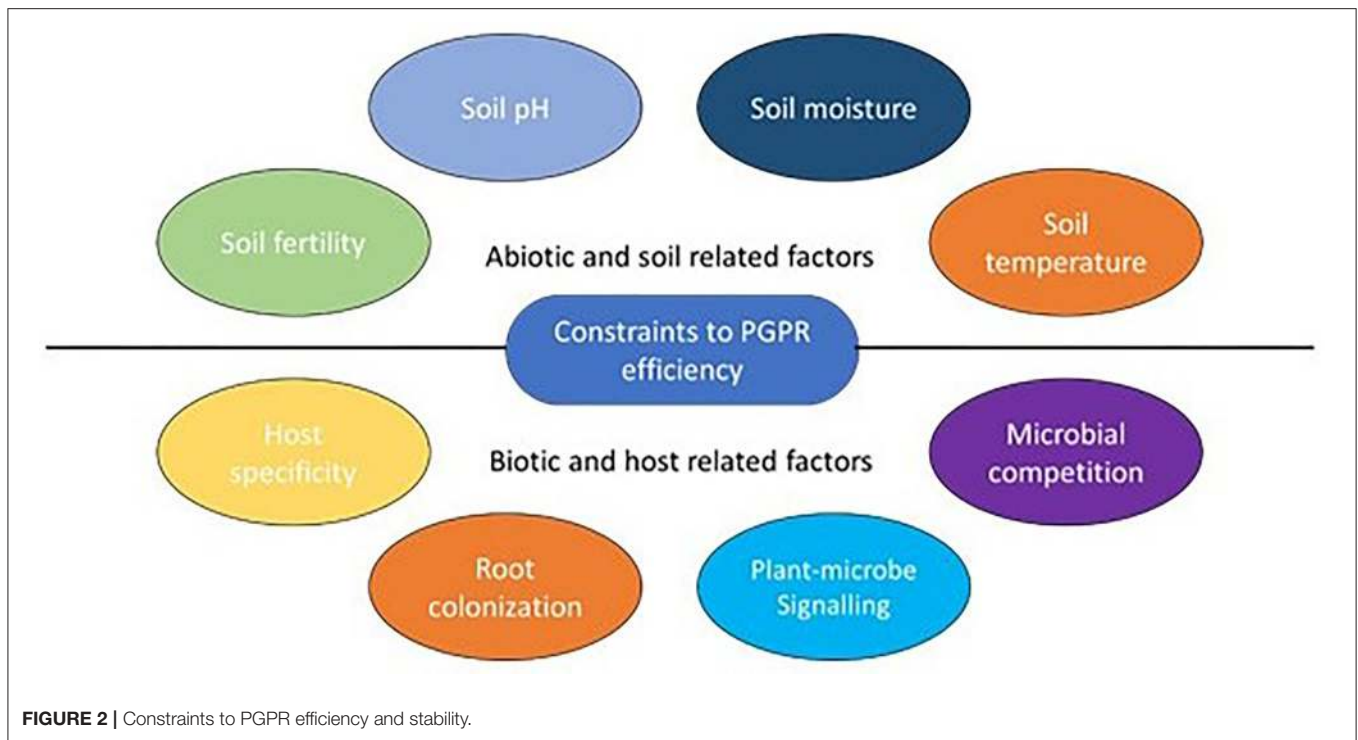 Soil pH
Soil moisture
Soil fertility
Soil
temperature
Abiotic and soil related factors
Constraints to PGPR
efficiency
Host
specificity
Biotic and host related factors
Microbial
competition
Root
colonization
Plant-microbe
Signalling
FIGURE 2 | Constraints to PGPR efficiency and stability.